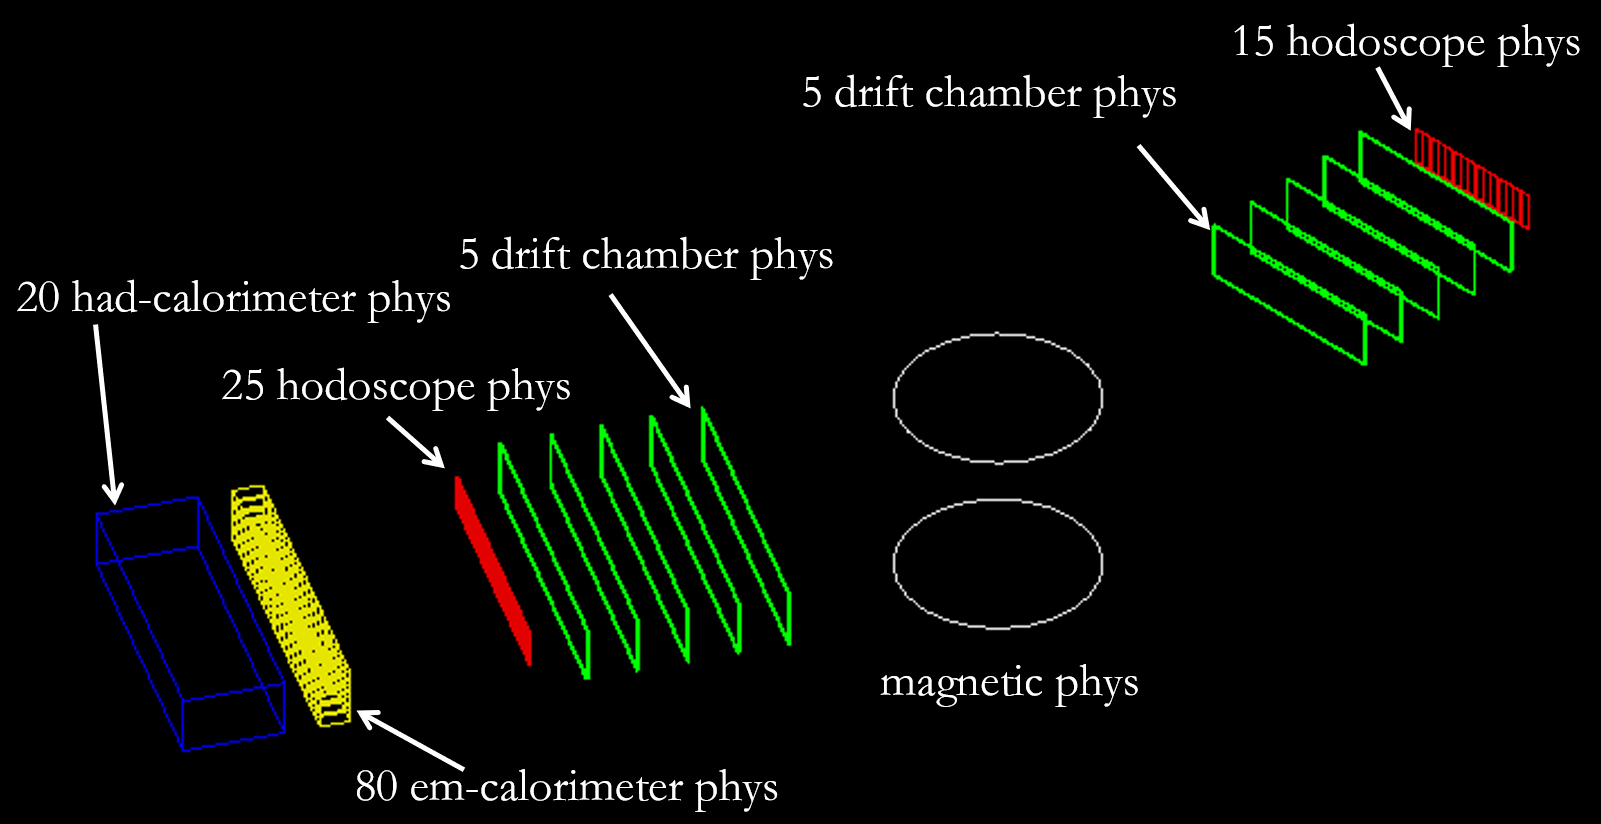 15 hodoscope phys
5 drift chamber phys
5 drift chamber phys
20 had-calorimeter phys
25 hodoscope phys
magnetic phys
80 em-calorimeter phys